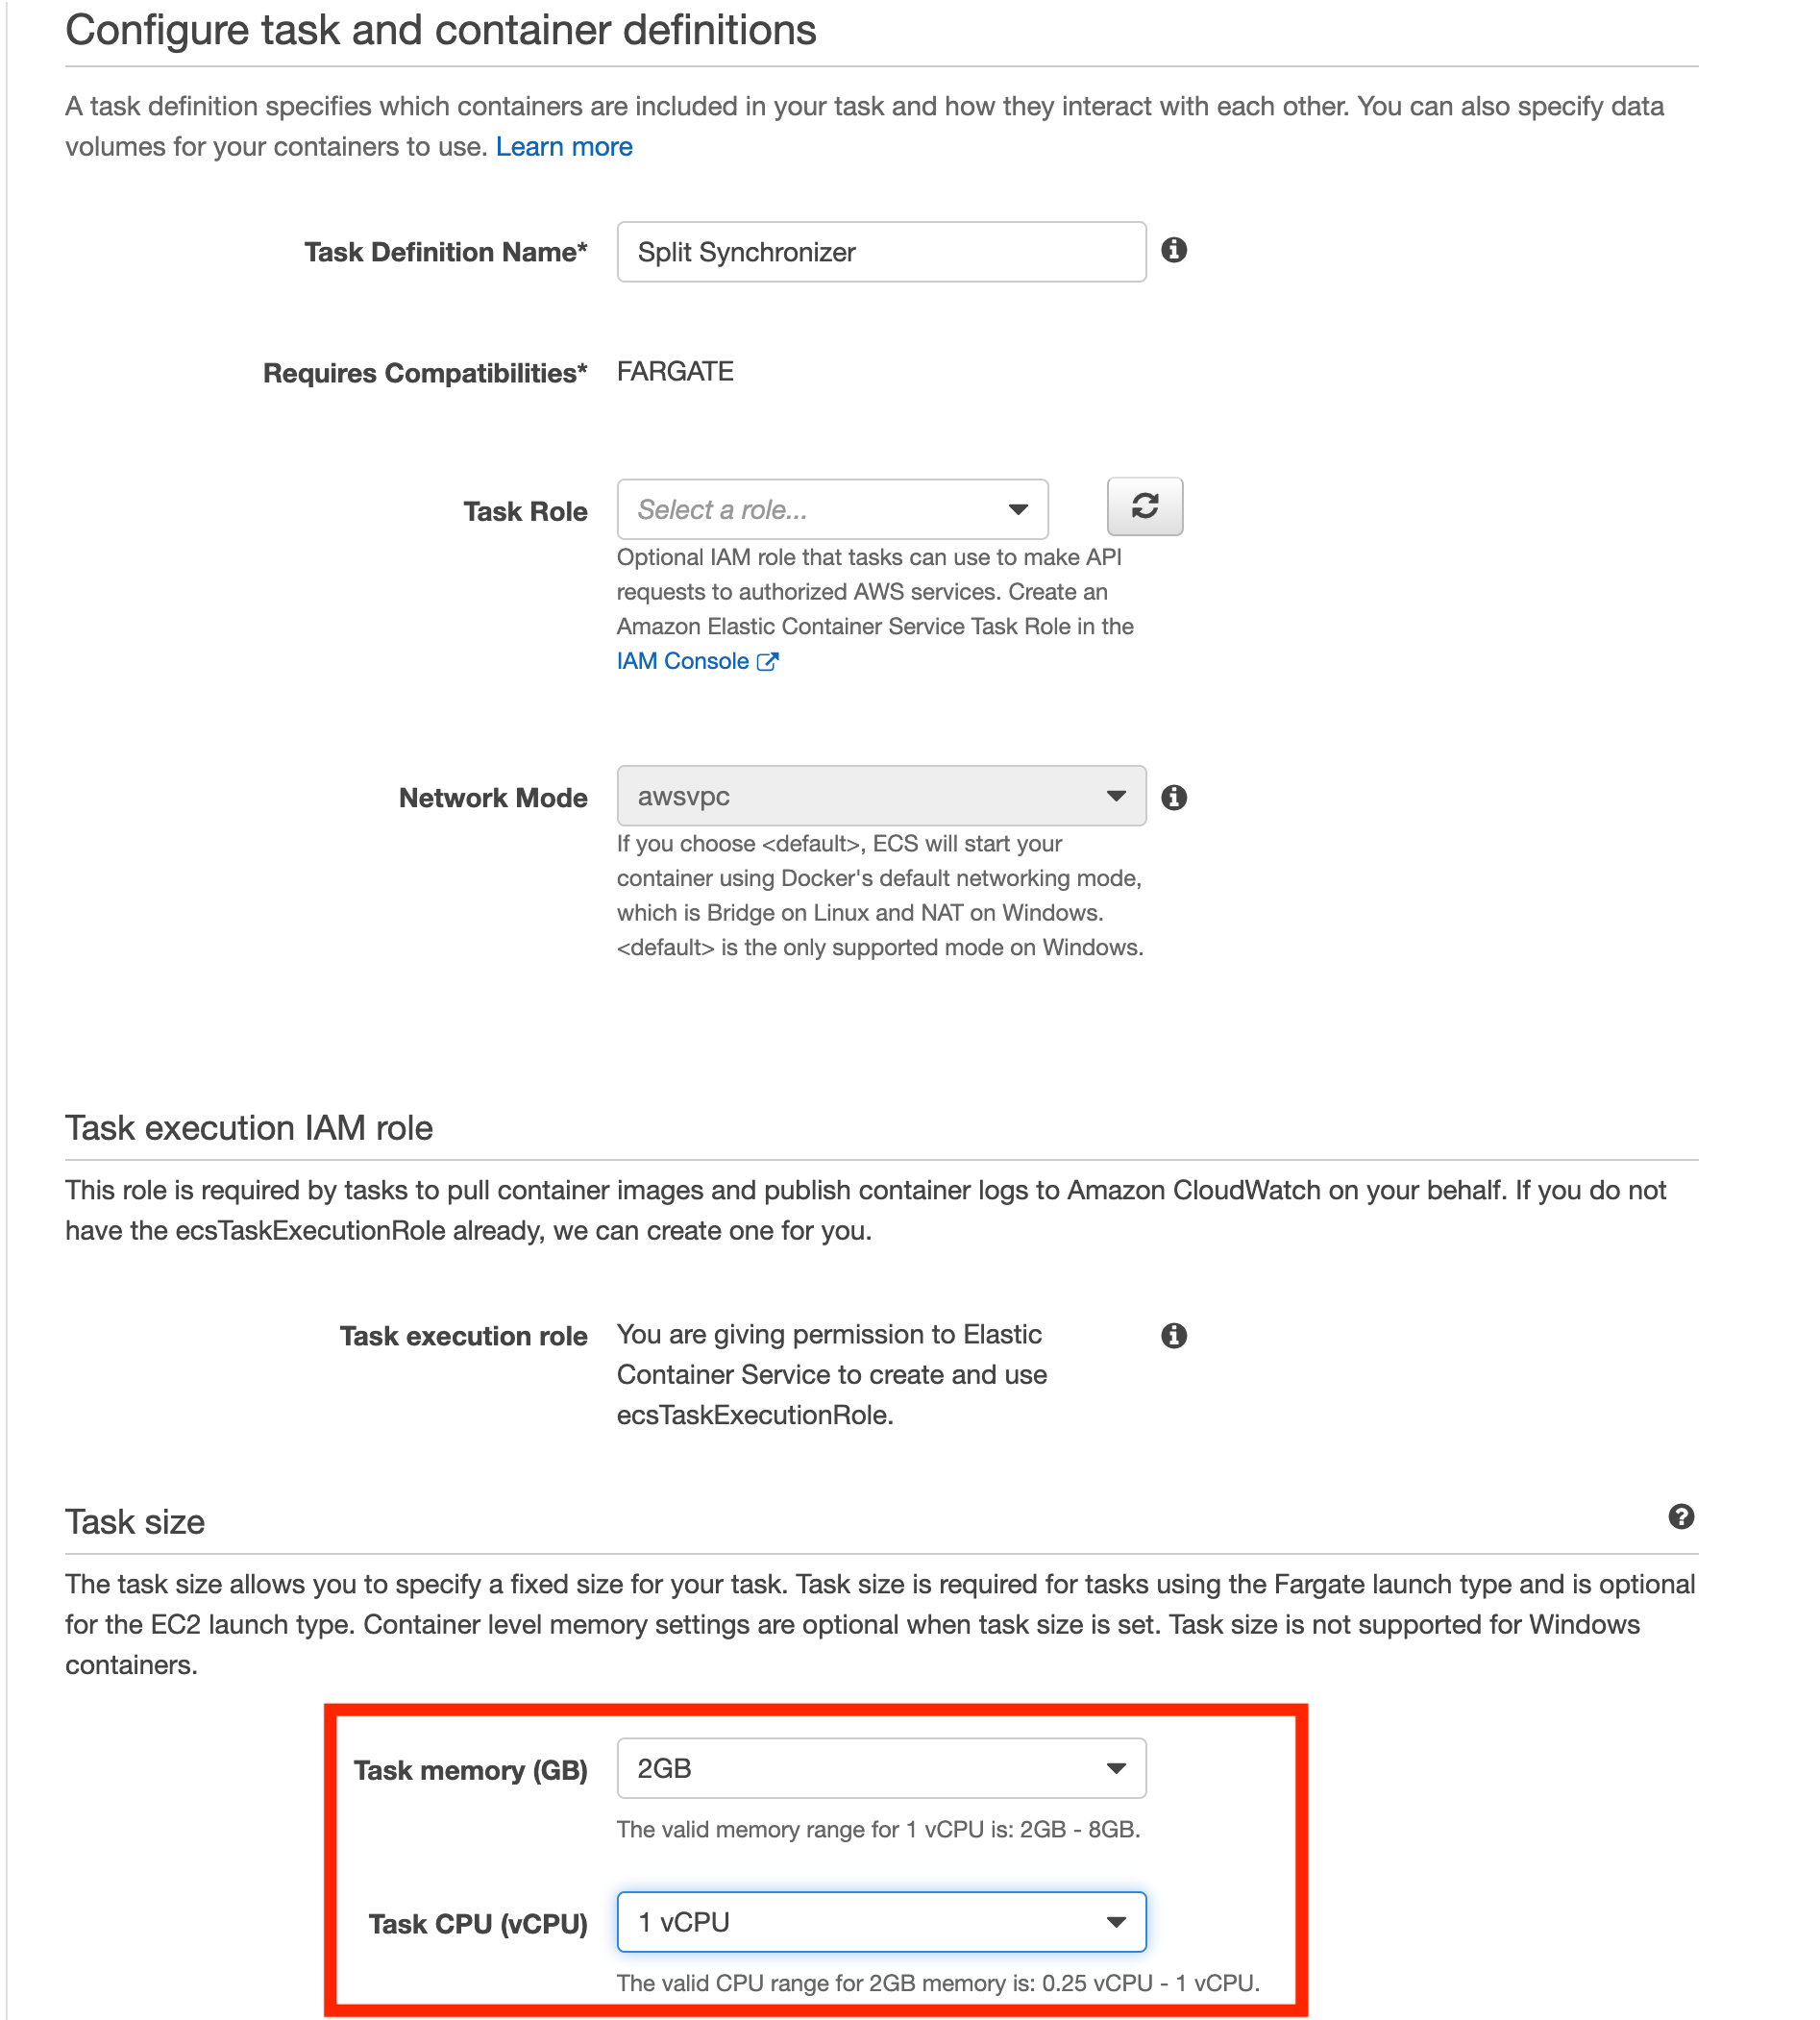 Configure task and container definitions
A task definition specifies which containers are included in your task and how they interact with each other. You can also specify data
volumes for your containers to use. Learn more
Task Definition Name*
Split Synchronizer
Requires Compatibilities*
FARGATE
Task Role
Select a role...
Optional IAM role that tasks can use to make API
requests to authorized AWS services. Create an
Amazon Elastic Container Service Task Role in the
IAM Console
Network Mode
awsvpc
If you choose <default>, ECS will start your
container using Docker's default networking mode,
which is Bridge on Linux and NAT on Windows.
<default> is the only supported mode on Windows.
Task execution IAM role
This role is required by tasks to pull container images and publish container logs to Amazon CloudWatch on your behalf. If you do not
have the ecsTaskExecutionRole already, we can create one for you.
Task execution role
You are giving permission to Elastic
Container Service to create and use
ecsTaskExecutionRole.
Task size
The task size allows you to specify a fixed size for your task. Task size is required for tasks using the Fargate launch type and is optional
for the EC2 launch type. Container level memory settings are optional when task size is set. Task size is not supported for Windows
containers.
Task memory (GB)
2GB
The valid memory range for 1 vCPU is: 2GB - 8GB.
Task CPU (vCPU)
1 vCPU
The valid CPU range for 2GB memory is: 0.25 vCPU - 1 vCPU.